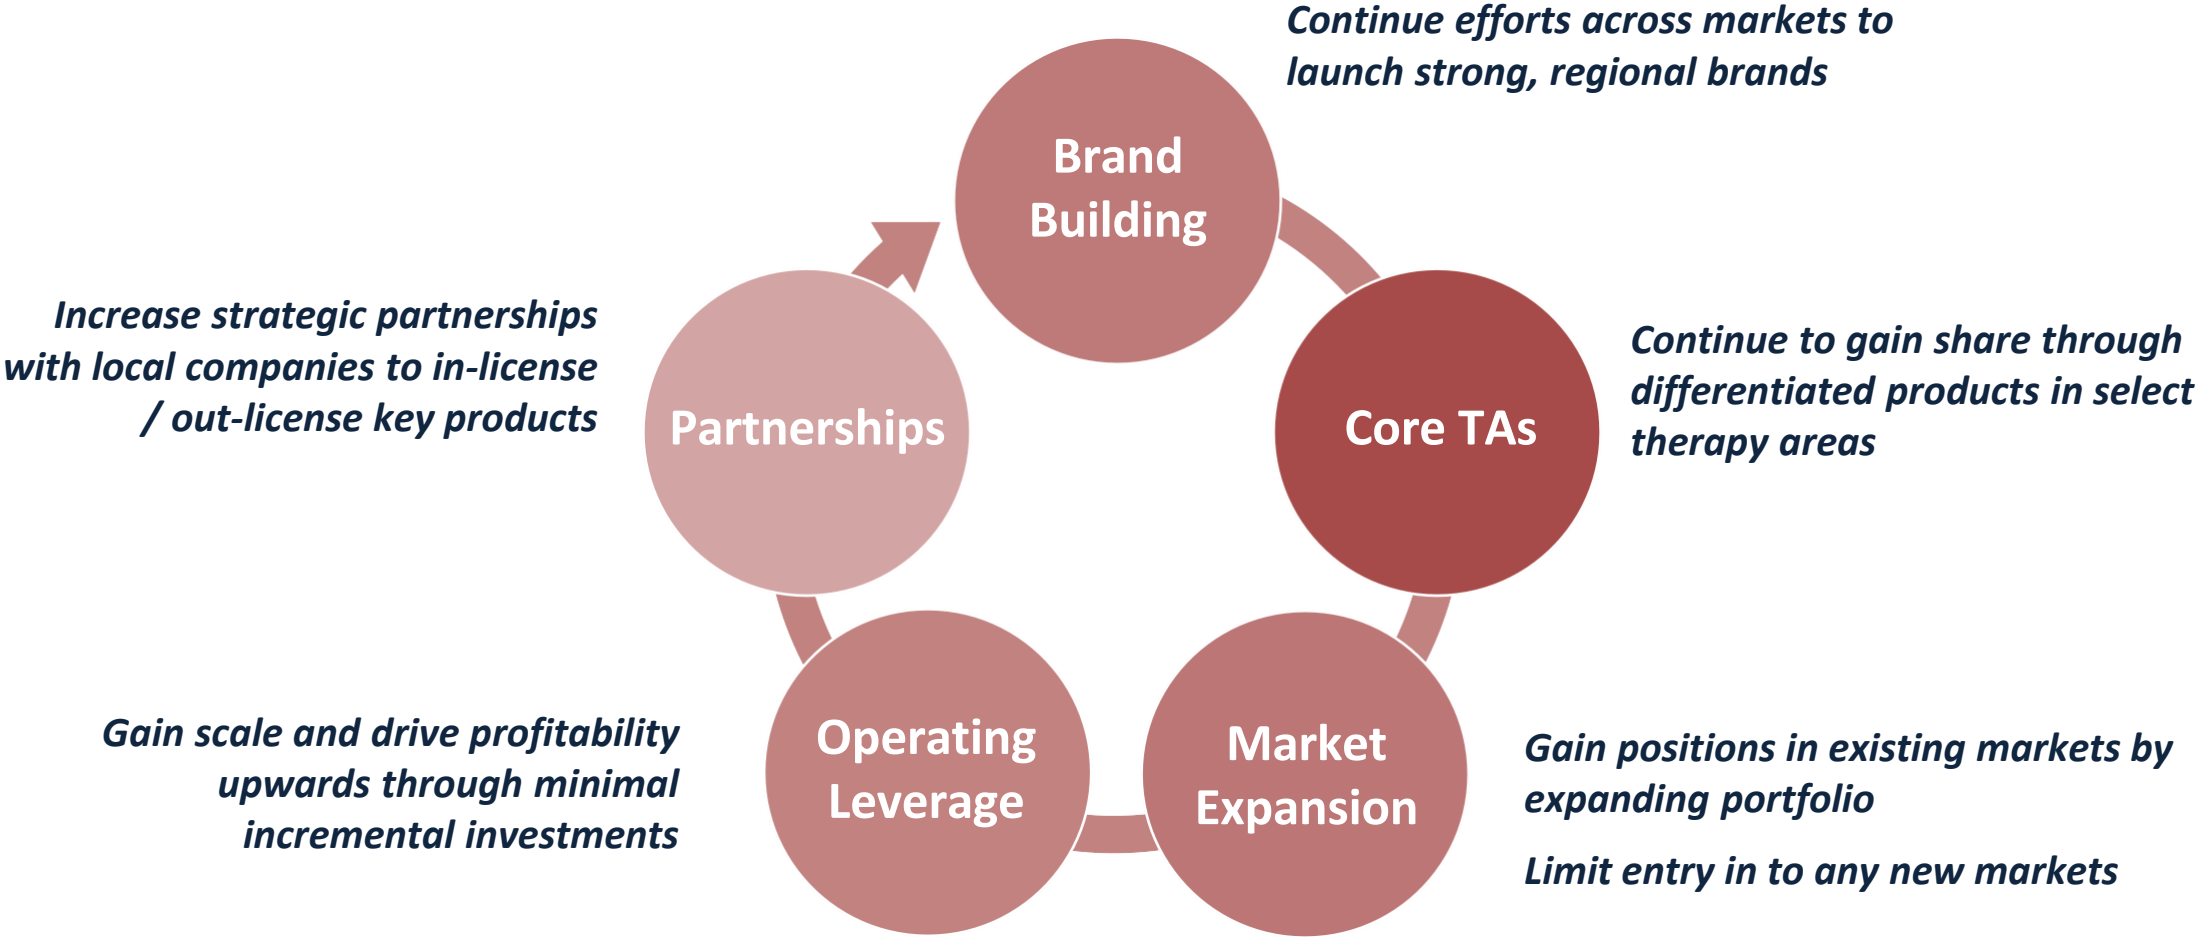 Continue efforts across markets to
launch strong, regional brands
Brand
Building
Core TAs
Continue to gain share through
differentiated products in select
therapy areas
Market
Expansion
Gain positions in existing markets by
expanding portfolio
Limit entry in to any new markets
Operating
Leverage
Gain scale and drive profitability
upwards through minimal
incremental investments
Partnerships
Increase strategic partnerships
with local companies to in-license
/ out-license key products